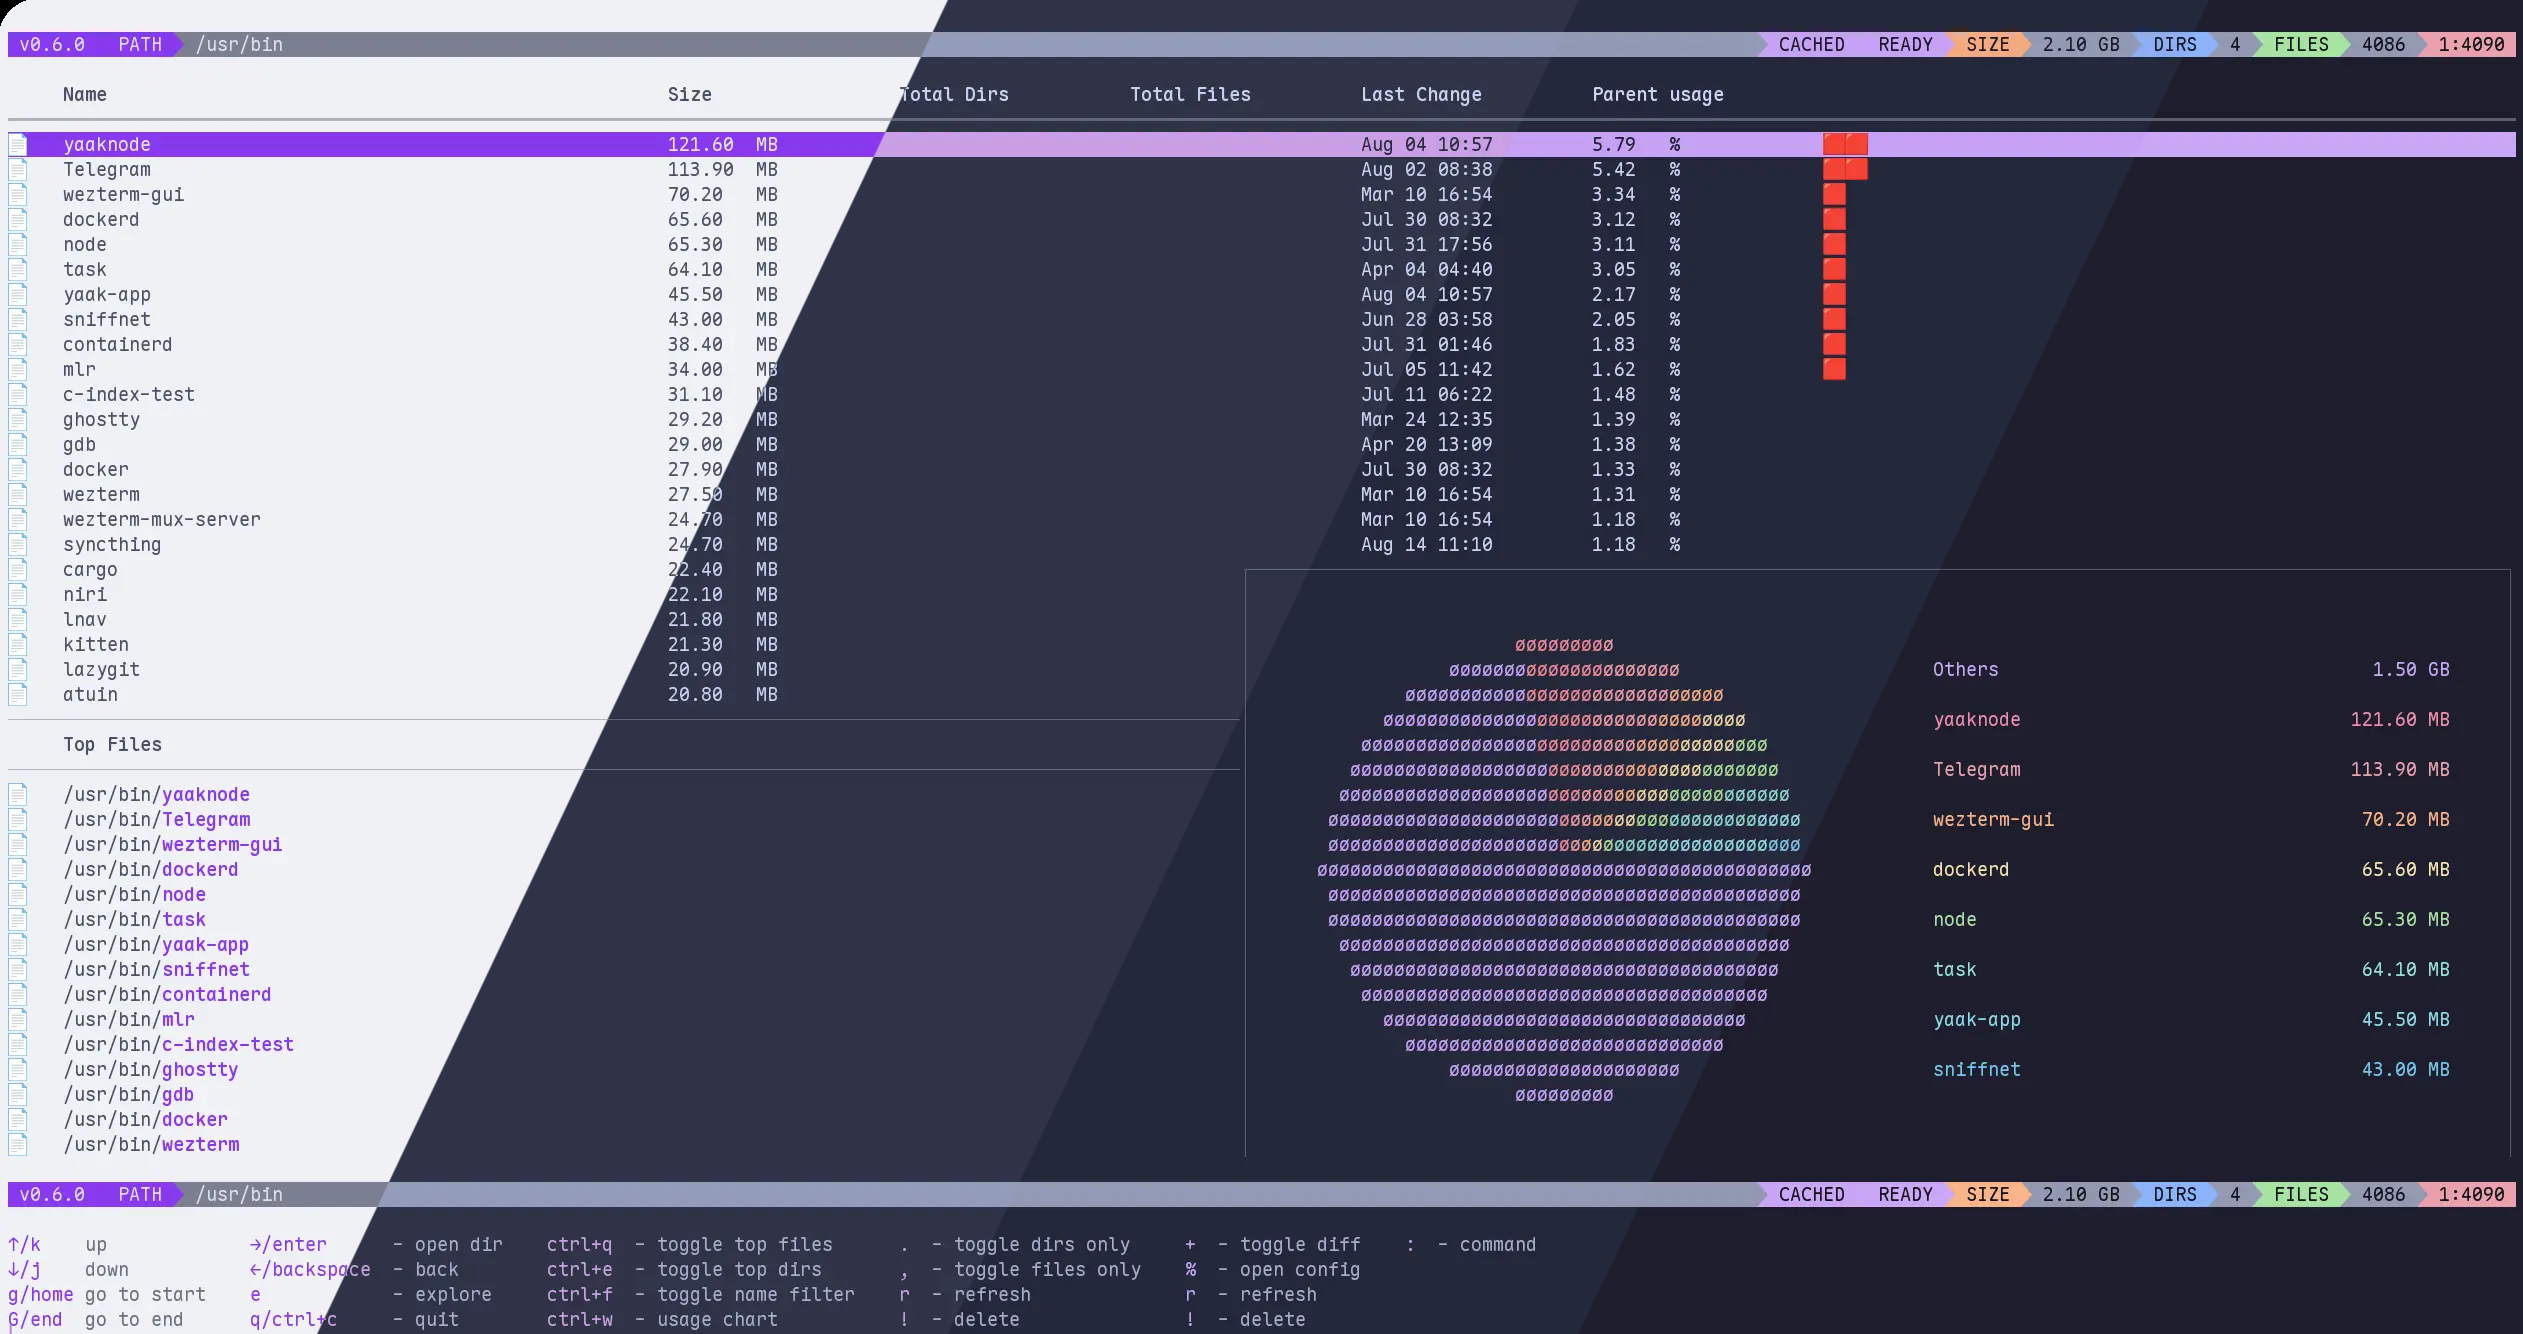 v0.6.0 PATH /usr/bin CACHED READY SIZE 2.10 GB DIRS 4 FILES 4086 1:4090
Name Size Total Dirs Total Files Last Change Parent usage
yaaknode 121.60 MB Aug 04 10:57 5.79 %
Telegram 113.90 MB Aug 02 08:38 5.42 %
wezterm-gui 70.20 MB Mar 10 16:54 3.34 %
dockerd 65.60 MB Jul 30 08:32 3.12 %
node 65.30 MB Jul 31 17:56 3.11 %
task 64.10 MB Apr 04 04:40 3.05 %
yaak-app 45.50 MB Aug 04 10:57 2.17 %
sniffnet 43.00 MB Jun 28 03:58 2.05 %
containerd 38.40 MB Jul 31 01:46 1.83 %
mlr 34.00 MB Jul 05 11:42 1.62 %
c-index-test 31.10 MB Jul 11 06:22 1.48 %
ghostty 29.20 MB Mar 24 12:35 1.39 %
gdb 29.00 MB Apr 20 13:09 1.38 %
docker 27.90 MB Jul 30 08:32 1.33 %
wezterm 27.50 MB Mar 10 16:54 1.31 %
wezterm-mux-server 24.70 MB Mar 10 16:54 1.18 %
syncthing 24.70 MB Aug 14 11:10 1.18 %
cargo 22.40 MB
niri 22.10 MB
lnav 21.80 MB
kitten 21.30 MB
lazygit 20.90 MB
atuin 20.80 MB
Top Files
/usr/bin/yaaknode
/usr/bin/Telegram
/usr/bin/wezterm-gui
/usr/bin/dockerd
/usr/bin/node
/usr/bin/task
/usr/bin/yaak-app
/usr/bin/sniffnet
/usr/bin/containerd
/usr/bin/mlr
/usr/bin/c-index-test
/usr/bin/ghostty
/usr/bin/gdb
/usr/bin/docker
/usr/bin/wezterm
Others 1.50 GB
yaaknode 121.60 MB
Telegram 113.90 MB
wezterm-gui 70.20 MB
dockerd 65.60 MB
node 65.30 MB
task 64.10 MB
yaak-app 45.50 MB
sniffnet 43.00 MB
v0.6.0 PATH /usr/bin CACHED READY SIZE 2.10 GB DIRS 4 FILES 4086 1:4090
↑/k up →/enter - open dir ctrl+q - toggle top files . - toggle dirs only + - toggle diff : - command
↓/j down ←/backspace - back ctrl+e - toggle top dirs , - toggle files only % - open config
g/home go to start e - explore ctrl+f - toggle name filter r - refresh r - refresh
G/end go to end q/ctrl+c - quit ctrl+w - usage chart ! - delete ! - delete